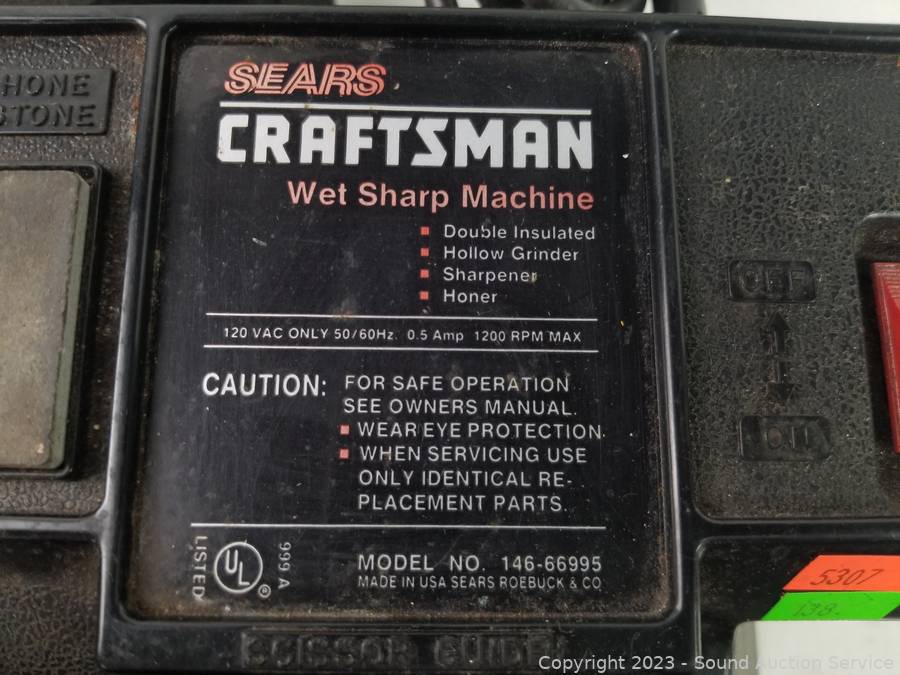 HONE
STONE
SEARS
CRAFTSMAN
Wet Sharp Machine
Double Insulated
Hollow Grinder
Sharpener
Honer
120 VAC ONLY 50/60Hz. 0.5 Amp 1200 RPM MAX
CAUTION: FOR SAFE OPERATION
SEE OWNERS MANUAL.
WEAR EYE PROTECTION
WHEN SERVICING USE
ONLY IDENTICAL RE-
PLACEMENT PARTS.
LISTED
UL
®
999 A
MODEL NO. 146-66995
MADE IN USA SEARS ROEBUCK & CO
OFF
ON
5307
138-
SCISSOR GUIDE
Copyright 2023 - Sound Auction Service